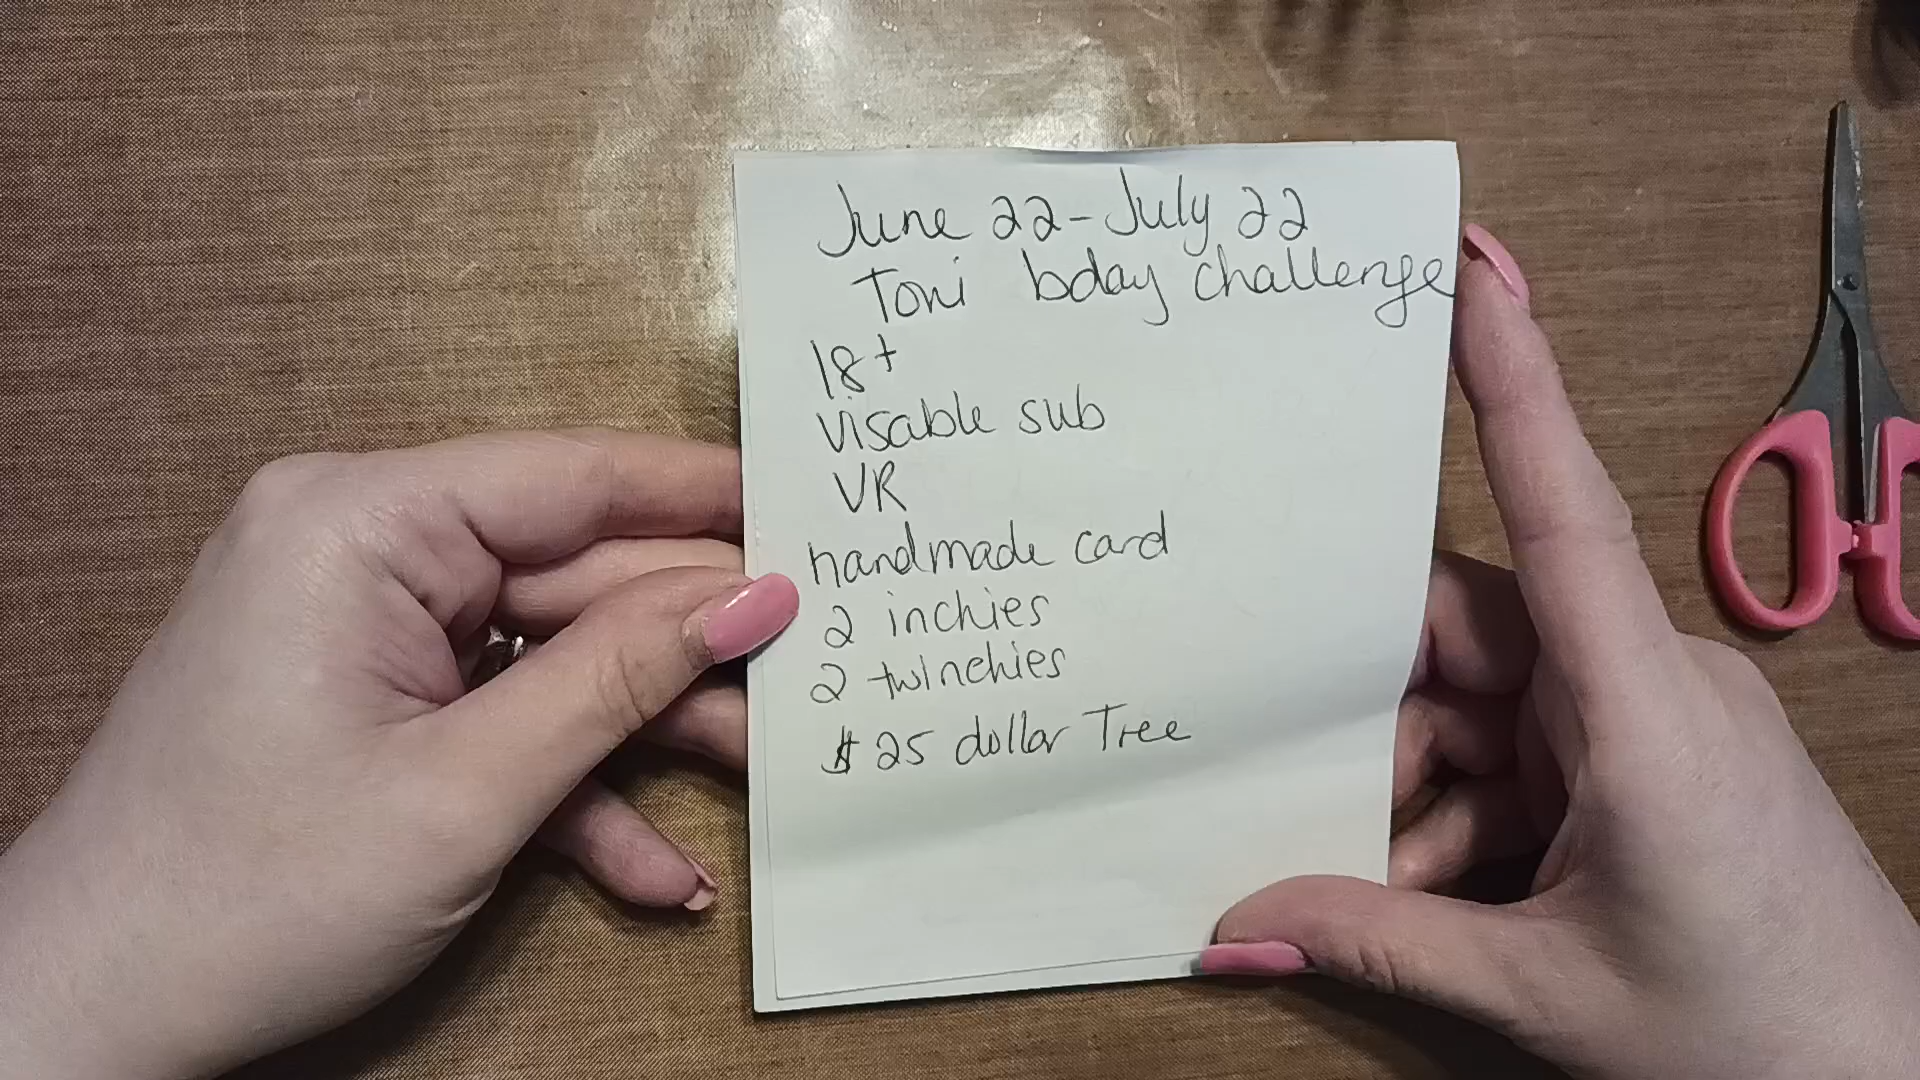 June 22-July 22
Toni bday challenge
18+
visable sub
VR
handmade card
2 inchies
2 twinchies
$25 dollar Tree